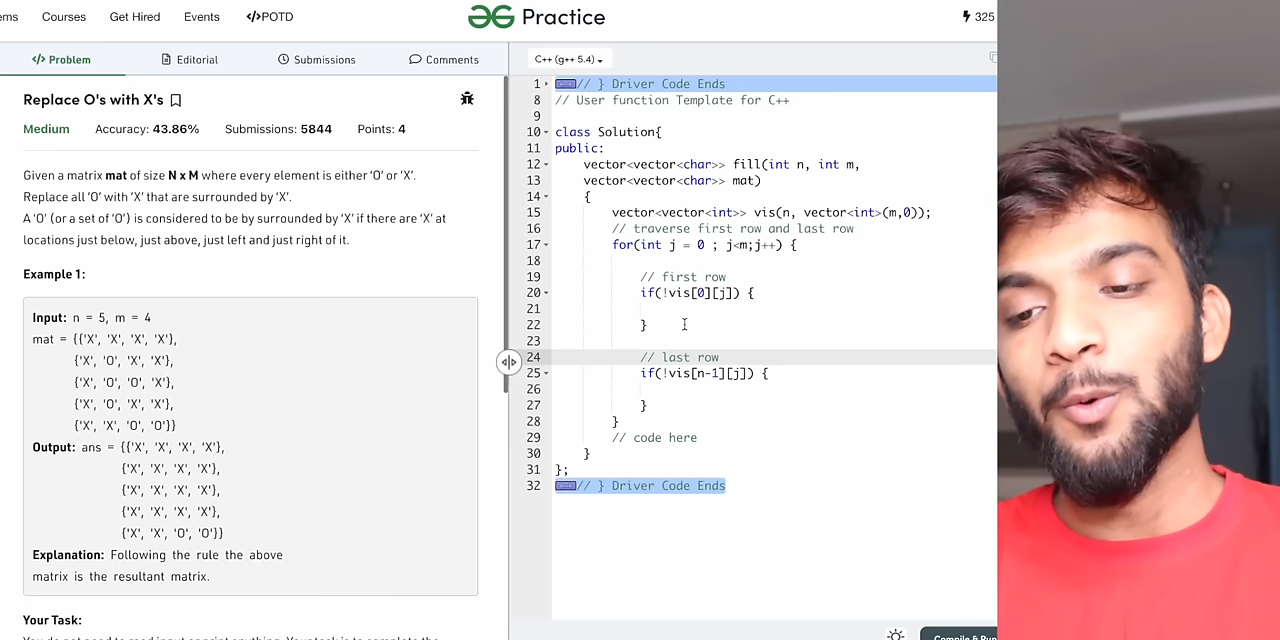 ems Courses Get Hired Events </>POTD
Practice
325
</> Problem Editorial Submissions Comments
C++ (g++ 5.4)
Replace O's with X's
Medium Accuracy: 43.86% Submissions: 5844 Points: 4
Given a matrix mat of size N x M where every element is either 'O' or 'X'.
Replace all 'O' with 'X' that are surrounded by 'X'.
A 'O' (or a set of 'O') is considered to be by surrounded by 'X' if there are 'X' at
locations just below, just above, just left and just right of it.
Example 1:
Input: n = 5, m = 4
mat = {{'X', 'X', 'X', 'X'},
{'X', 'O', 'X', 'X'},
{'X', 'O', 'O', 'X'},
{'X', 'O', 'X', 'X'},
{'X', 'X', 'O', 'O'}}
Output: ans = {{'X', 'X', 'X', 'X'},
{'X', 'X', 'X', 'X'},
{'X', 'X', 'X', 'X'},
{'X', 'X', 'X', 'X'},
{'X', 'X', 'O', 'O'}}
Explanation: Following the rule the above
matrix is the resultant matrix.
Your Task:
1 // } Driver Code Ends
8 // User function Template for C++
9
10 class Solution{
11 public:
12 vector<vector<char>> fill(int n, int m,
13 vector<vector<char>> mat)
14 {
15 vector<vector<int>> vis(n, vector<int>(m,0));
16 // traverse first row and last row
17 for(int j = 0 ; j<m;j++) {
18
19 // first row
20 if(!vis[0][j]) {
21
22 }
23
24 // last row
25 if(!vis[n-1][j]) {
26
27 }
28 }
29 // code here
30 }
31 };
32 // } Driver Code Ends
Compile & Run